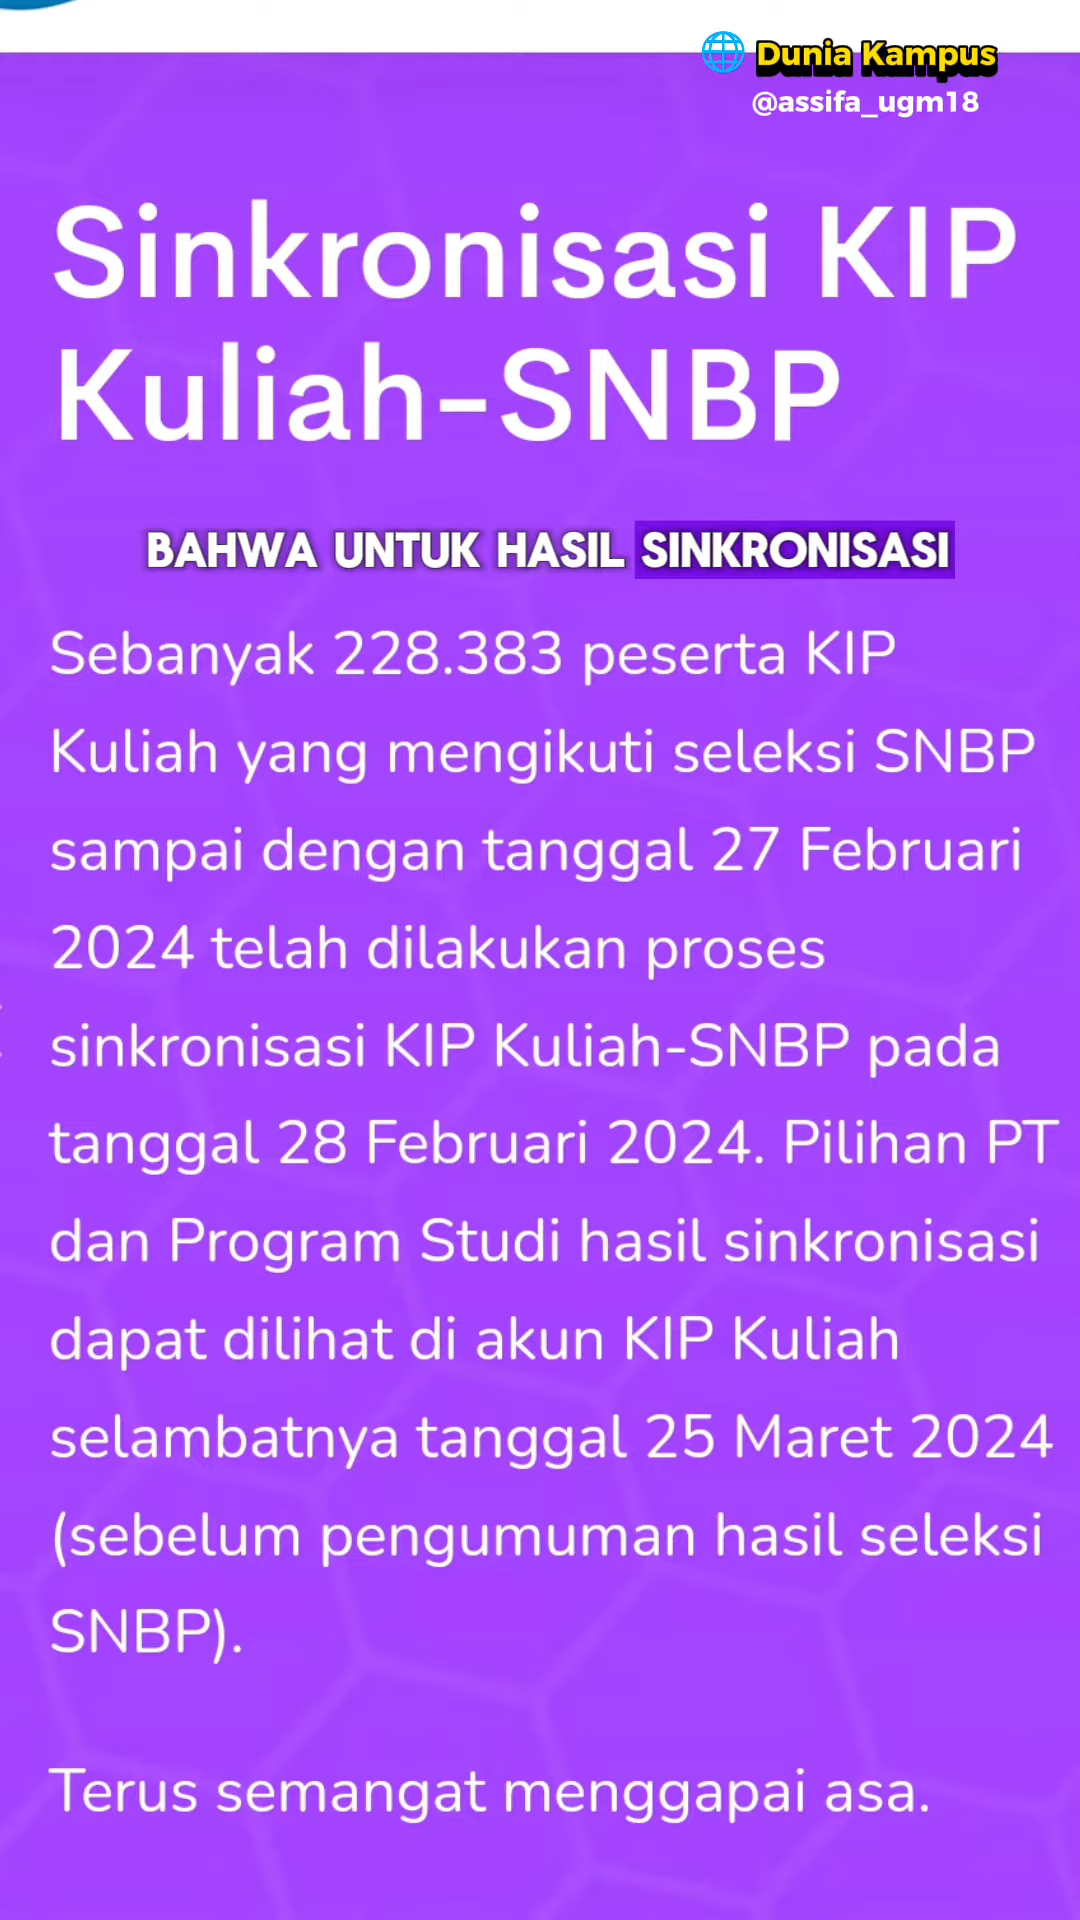 Dunia Kampus
@assifa_ugm18
Sinkronisasi KIP
Kuliah-SNBP
BAHWA UNTUK HASIL SINKRONISASI
Sebanyak 228.383 peserta KIP
Kuliah yang mengikuti seleksi SNBP
sampai dengan tanggal 27 Februari
2024 telah dilakukan proses
sinkronisasi KIP Kuliah-SNBP pada
tanggal 28 Februari 2024. Pilihan PT
dan Program Studi hasil sinkronisasi
dapat dilihat di akun KIP Kuliah
selambatnya tanggal 25 Maret 2024
(sebelum pengumuman hasil seleksi
SNBP).
Terus semangat menggapai asa.